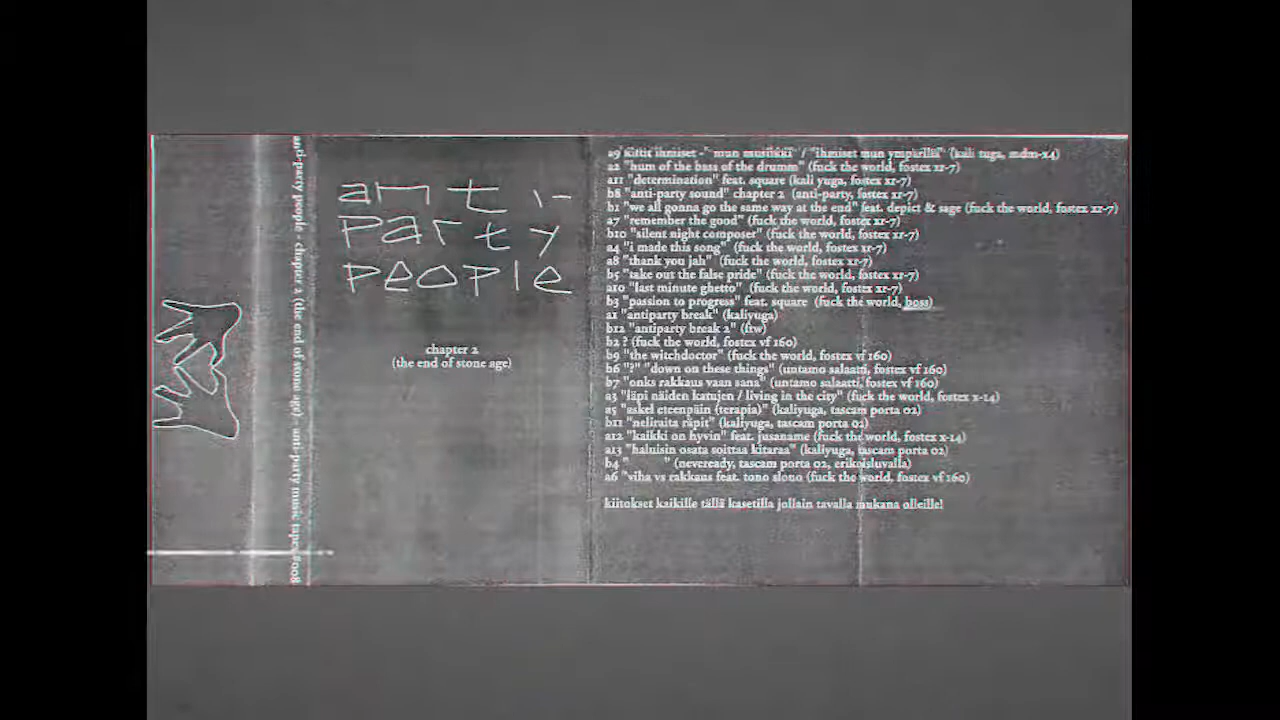 anti-party people - chapter 2 (the end of stone age) - anti-party music tapes #008
anti-
party
people
chapter 2
(the end of stone age)
a9 kitut ihmiset - " mun musiikki" / "ihmiset mun ympärillä" (kali yuga, mdm-x4)
a2 "hum of the bass of the drumm" (fuck the world, fostex xr-7)
a11 "determination" feat. square (kali yuga, fostex xr-7)
b8 "anti-party sound" chapter 2 (anti-party, fostex xr-7)
b1 "we all gonna go the same way at the end" feat. depict & sage (fuck the world, fostex xr-7)
a7 "remember the good" (fuck the world, fostex xr-7)
b10 "silent night composer" (fuck the world, fostex xr-7)
a4 "i made this song" (fuck the world, fostex xr-7)
a8 "thank you jah" (fuck the world, fostex xr-7)
b5 "take out the false pride" (fuck the world, fostex xr-7)
a10 "last minute ghetto" (fuck the world, fostex xr-7)
b3 "passion to progress" feat. square (fuck the world, boss)
a1 "antiparty break" (kaliyuga)
b12 "antiparty break 2" (ftw)
b2 ? (fuck the world, fostex vf 160)
b9 "the witchdoctor" (fuck the world, fostex vf 160)
b6 "?" "down on these things" (untamo salaatti, fostex vf 160)
b7 "onks rakkaus vaan sana" (untamo salaatti, fostex vf 160)
a3 "läpi näiden katujen / living in the city" (fuck the world, fostex x-14)
a5 "askel eteenpäin (terapia)" (kaliyuga, tascam porta 02)
b11 "neliraita räpit" (kaliyuga, tascam porta 02)
a12 "kaikki on hyvin" feat. jusaname (fuck the world, fostex x-14)
a13 "haluisin osata soittaa kitaraa" (kaliyuga, tascam porta 02)
b4 " " (neveready, tascam porta 02, erikoisluvalla)
a6 "viha vs rakkaus feat. tono slono (fuck the world, fostex vf 160)
kiitokset kaikille tällä kasetilla jollain tavalla mukana olleille!